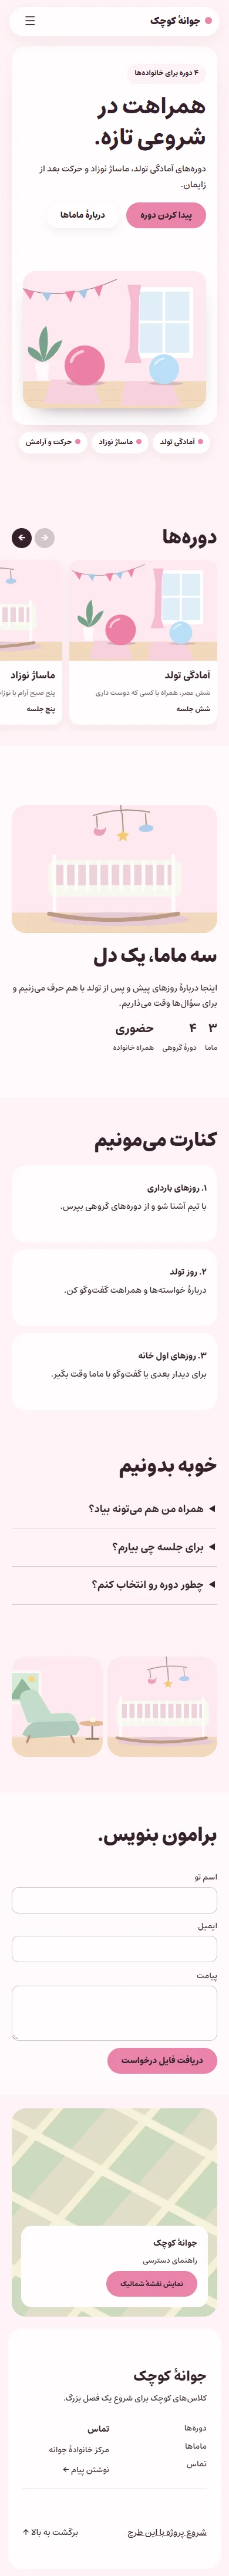 جوانهٔ کوچک
۴ دوره برای خانواده‌ها
همراهت در
شروعی تازه.
دوره‌های آمادگی تولد، ماساژ نوزاد و حرکت بعد از
زایمان.
پیدا کردن دوره
دربارهٔ ماماها
آمادگی تولد
ماساژ نوزاد
حرکت و آرامش
دوره‌ها
→ ←
آمادگی تولد
شش عصر، همراه با کسی که دوست داری
شش جلسه
ماساژ نوزاد
پنج صبح آرام با نوزاد
پنج جلسه
سه ماما، یک دل
اینجا دربارهٔ روزهای پیش و پس از تولد با هم حرف می‌زنیم و
برای سؤال‌ها وقت می‌ذاریم.
۳ ۴ حضوری
ماما دورهٔ گروهی همراه خانواده
کنارت می‌مونیم
۱. روزهای بارداری
با تیم آشنا شو و از دوره‌های گروهی بپرس.
۲. روز تولد
دربارهٔ خواسته‌ها و همراهت گفت‌وگو کن.
۳. روزهای اول خانه
برای دیدار بعدی یا گفت‌وگو با ماما وقت بگیر.
خوبه بدونیم
همراه من هم می‌تونه بیاد؟
برای جلسه چی بیارم؟
چطور دوره رو انتخاب کنم؟
برامون بنویس.
اسم تو
ایمیل
پیامت
دریافت فایل درخواست
جوانهٔ کوچک
راهنمای دسترسی
نمایش نقشهٔ شماتیک
جوانهٔ کوچک
کلاس‌های کوچک برای شروع یک فصل بزرگ.
دوره‌ها
ماماها
تماس
تماس
مرکز خانوادهٔ جوانه
نوشتن پیام ←
شروع پروژه با این طرح
برگشت به بالا ↑